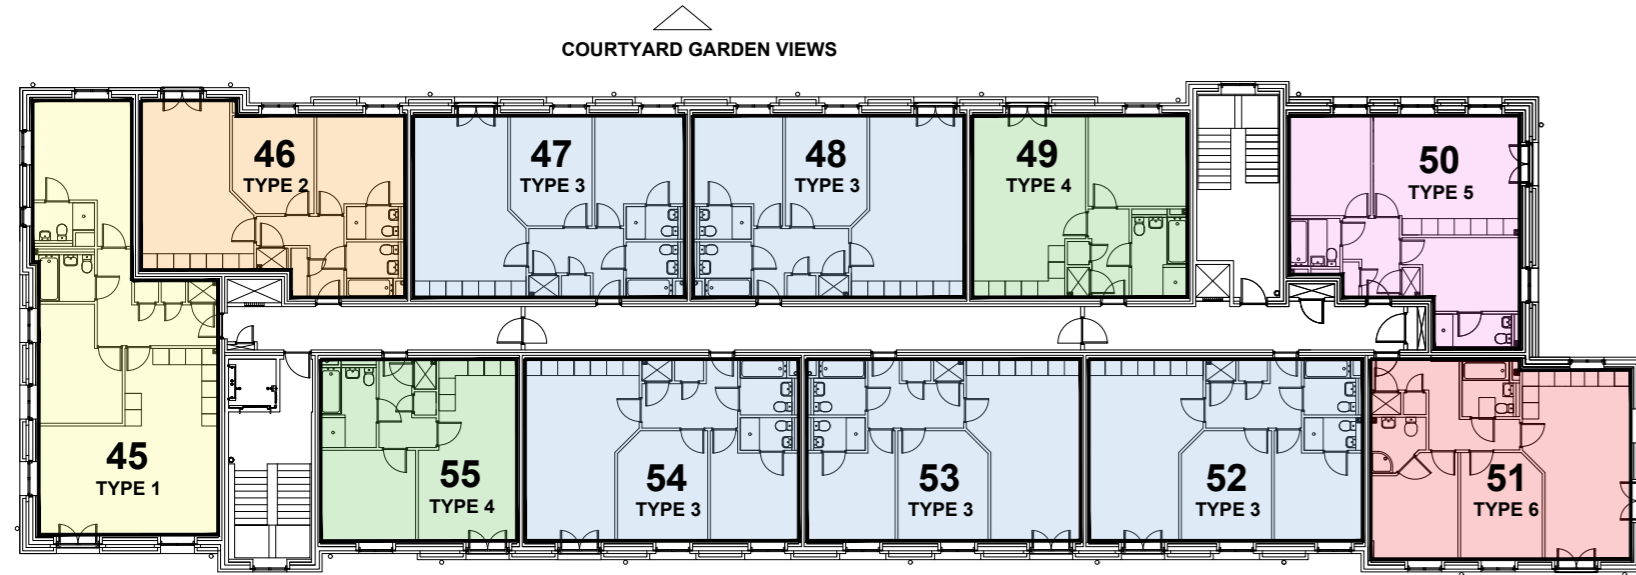 COURTYARD GARDEN VIEWS
46
TYPE 2
47
TYPE 3
48
TYPE 3
49
TYPE 4
50
TYPE 5
45
TYPE 1
55
TYPE 4
54
TYPE 3
53
TYPE 3
52
TYPE 3
51
TYPE 6